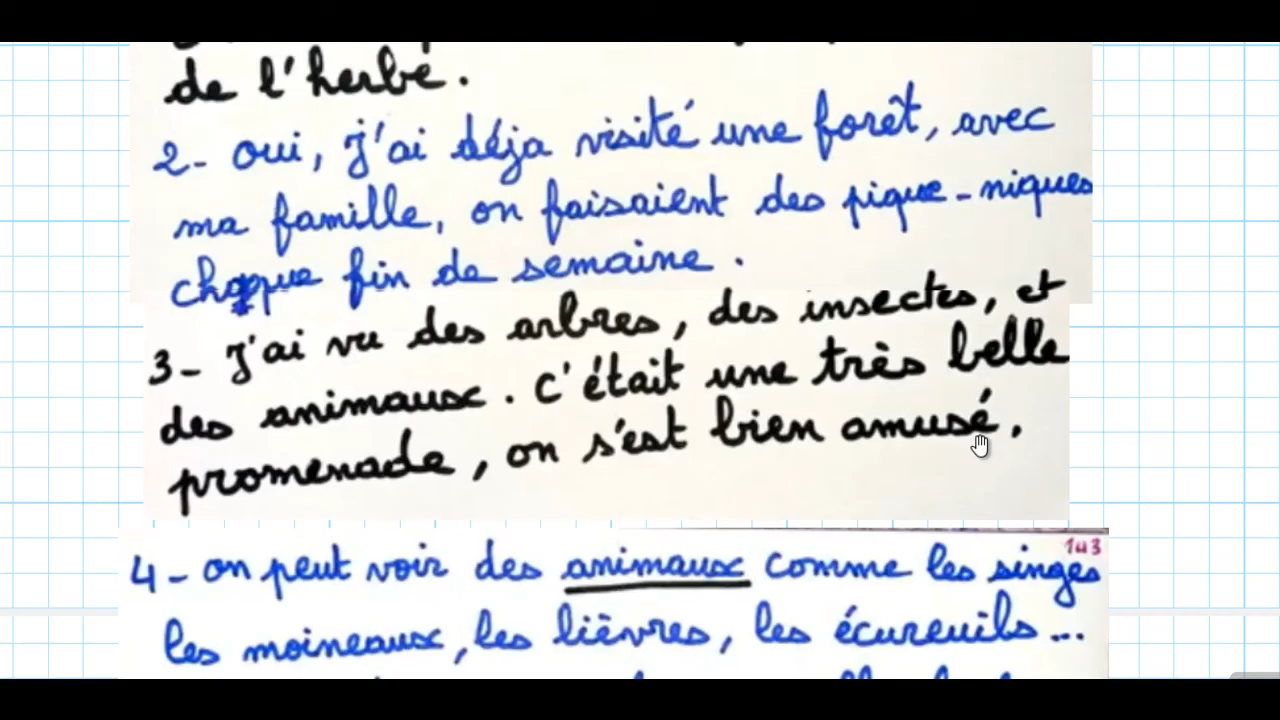 de l'herbe.
2- oui, j'ai déja visité une forêt, avec
ma famille, on faisaient des pique-niques
chaque fin de semaine.
3- J'ai vu des arbres, des insectes, et
des animaux. C'était une très belle
promenade, on s'est bien amusé.
143
4- on peut voir des animaux comme les singes
les moineaux, les lièvres, les écureuils...